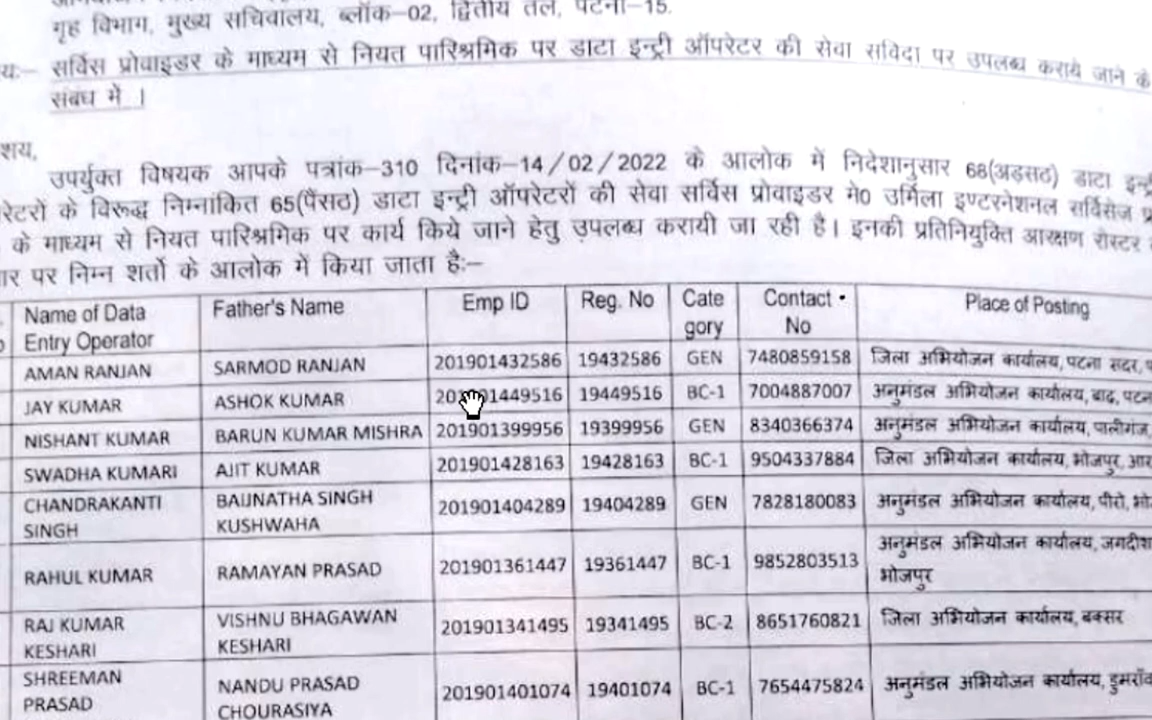 गृह विभाग, मुख्य सचिवालय, ब्लॉक-02, द्वितीय तल, पटना-15.
सर्विस प्रोवाइडर के माध्यम से नियत पारिश्रमिक पर डाटा इन्ट्री ऑपरेटर की सेवा संविदा पर उपलब्ध कराये जाने के
संबंध में ।
उपर्युक्त विषयक आपके पत्रांक-310 दिनांक-14/02/2022 के आलोक में निदेशानुसार 68(अड़सठ) डाटा
के विरूद्ध निम्नांकित 65(पैंसठ) डाटा इन्ट्री ऑपरेटरों की सेवा सर्विस प्रोवाइडर मे0 उर्मिला इण्टरनेशनल सर्विसेज
के माध्यम से नियत पारिश्रमिक पर कार्य किये जाने हेतु उपलब्ध करायी जा रही है। इनकी प्रतिनियुक्ति आरक्षण रोस्टर
पर निम्न शर्तो के आलोक में किया जाता है:-
Name of Data Entry Operator Father's Name Emp ID Reg. No Cate gory Contact No Place of Posting
AMAN RANJAN SARMOD RANJAN 201901432586 19432586 GEN 7480859158 जिला अभियोजन कार्यालय, पटना सदर,
JAY KUMAR ASHOK KUMAR 201901449516 19449516 BC-1 7004887007 अनुमंडल अभियोजन कार्यालय, बाढ़,
NISHANT KUMAR BARUN KUMAR MISHRA 201901399956 19399956 GEN 8340366374 अनुमंडल अभियोजन कार्यालय, पालीगंज,
SWADHA KUMARI AJIT KUMAR 201901428163 19428163 BC-1 9504337884 जिला अभियोजन कार्यालय, भोजपुर,
CHANDRAKANTI SINGH BAIJNATHA SINGH KUSHWAHA 201901404289 19404289 GEN 7828180083 अनुमंडल अभियोजन कार्यालय, पीरो,
RAHUL KUMAR RAMAYAN PRASAD 201901361447 19361447 BC-1 9852803513 अनुमंडल अभियोजन कार्यालय, भोजपुर
RAJ KUMAR KESHARI VISHNU BHAGAWAN KESHARI 201901341495 19341495 BC-2 8651760821 जिला अभियोजन कार्यालय, बक्सर
SHREEMAN PRASAD NANDU PRASAD CHOURASIYA 201901401074 19401074 BC-1 7654475824 अनुमंडल अभियोजन कार्यालय,